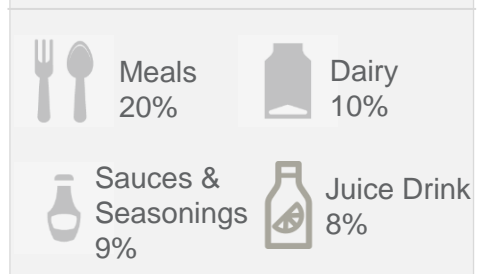 Meals
20%
Dairy
10%
Sauces &
Seasonings
9%
Juice Drink
8%